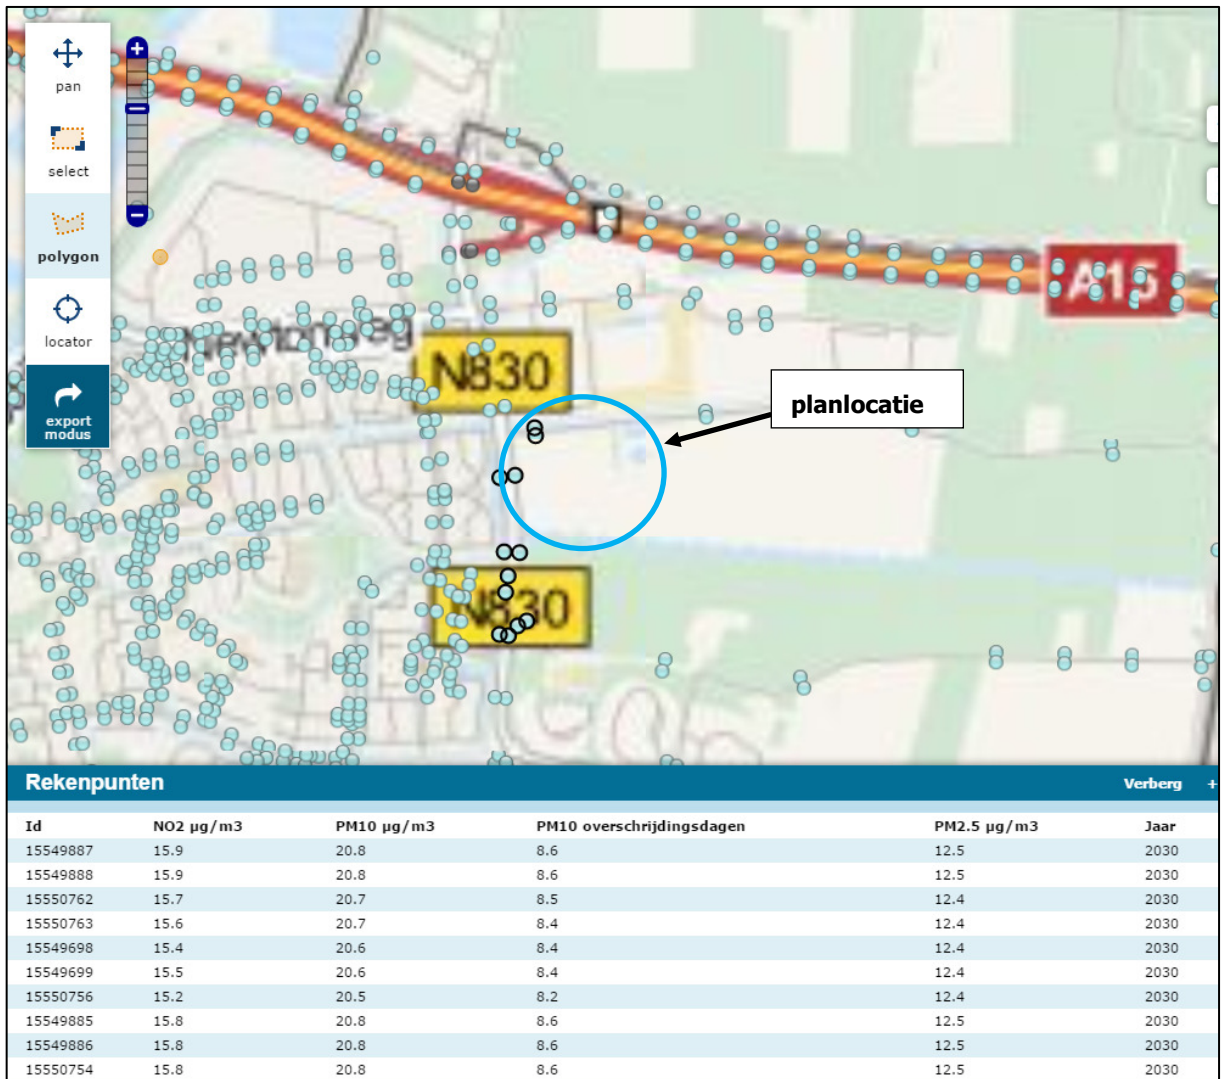 pan
select
polygon
locator
export
modus
+
−
A15
Newtonweg
N830
planlocatie
N830
Rekenpunten Verberg +
Id NO2 µg/m3 PM10 µg/m3 PM10 overschrijdingsdagen PM2.5 µg/m3 Jaar
15549887 15.9 20.8 8.6 12.5 2030
15549888 15.9 20.8 8.6 12.5 2030
15550762 15.7 20.7 8.5 12.4 2030
15550763 15.6 20.7 8.4 12.4 2030
15549698 15.4 20.6 8.4 12.4 2030
15549699 15.5 20.6 8.4 12.4 2030
15550756 15.2 20.5 8.2 12.4 2030
15549885 15.8 20.8 8.6 12.5 2030
15549886 15.8 20.8 8.6 12.5 2030
15550754 15.8 20.8 8.6 12.5 2030